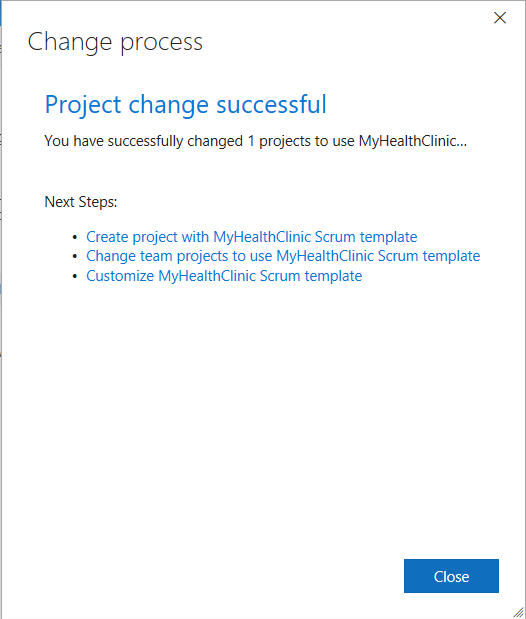 Change process
Project change successful
You have successfully changed 1 projects to use MyHealthClinic...
Next Steps:
• Create project with MyHealthClinic Scrum template
• Change team projects to use MyHealthClinic Scrum template
• Customize MyHealthClinic Scrum template
Close